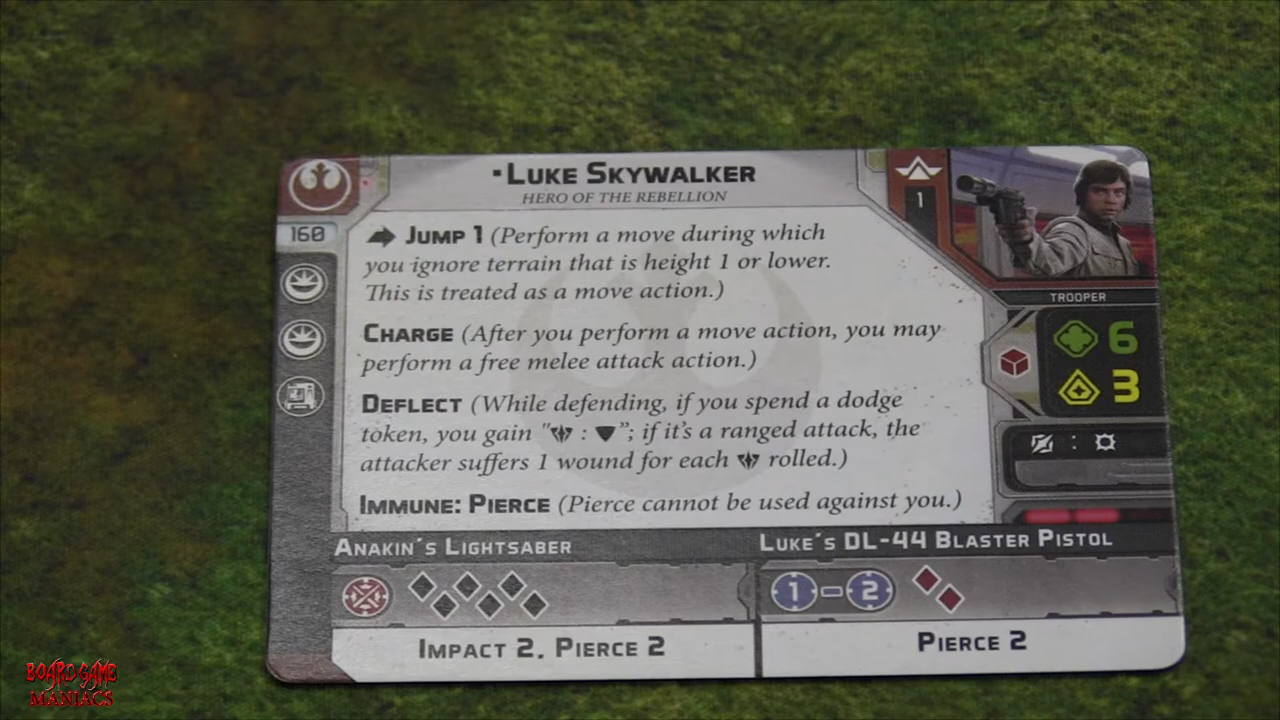 ·Luke Skywalker
HERO OF THE REBELLION
1
160
Jump 1 (Perform a move during which
you ignore terrain that is height 1 or lower.
This is treated as a move action.)
Charge (After you perform a move action, you may
perform a free melee attack action.)
Deflect (While defending, if you spend a dodge
token, you gain " : "; if it's a ranged attack, the
attacker suffers 1 wound for each rolled.)
Immune: Pierce (Pierce cannot be used against you.)
TROOPER
6
3
:
Anakin's Lightsaber
Impact 2, Pierce 2
Luke's DL-44 Blaster Pistol
1 - 2
Pierce 2
BOARD GAME
MANIACS